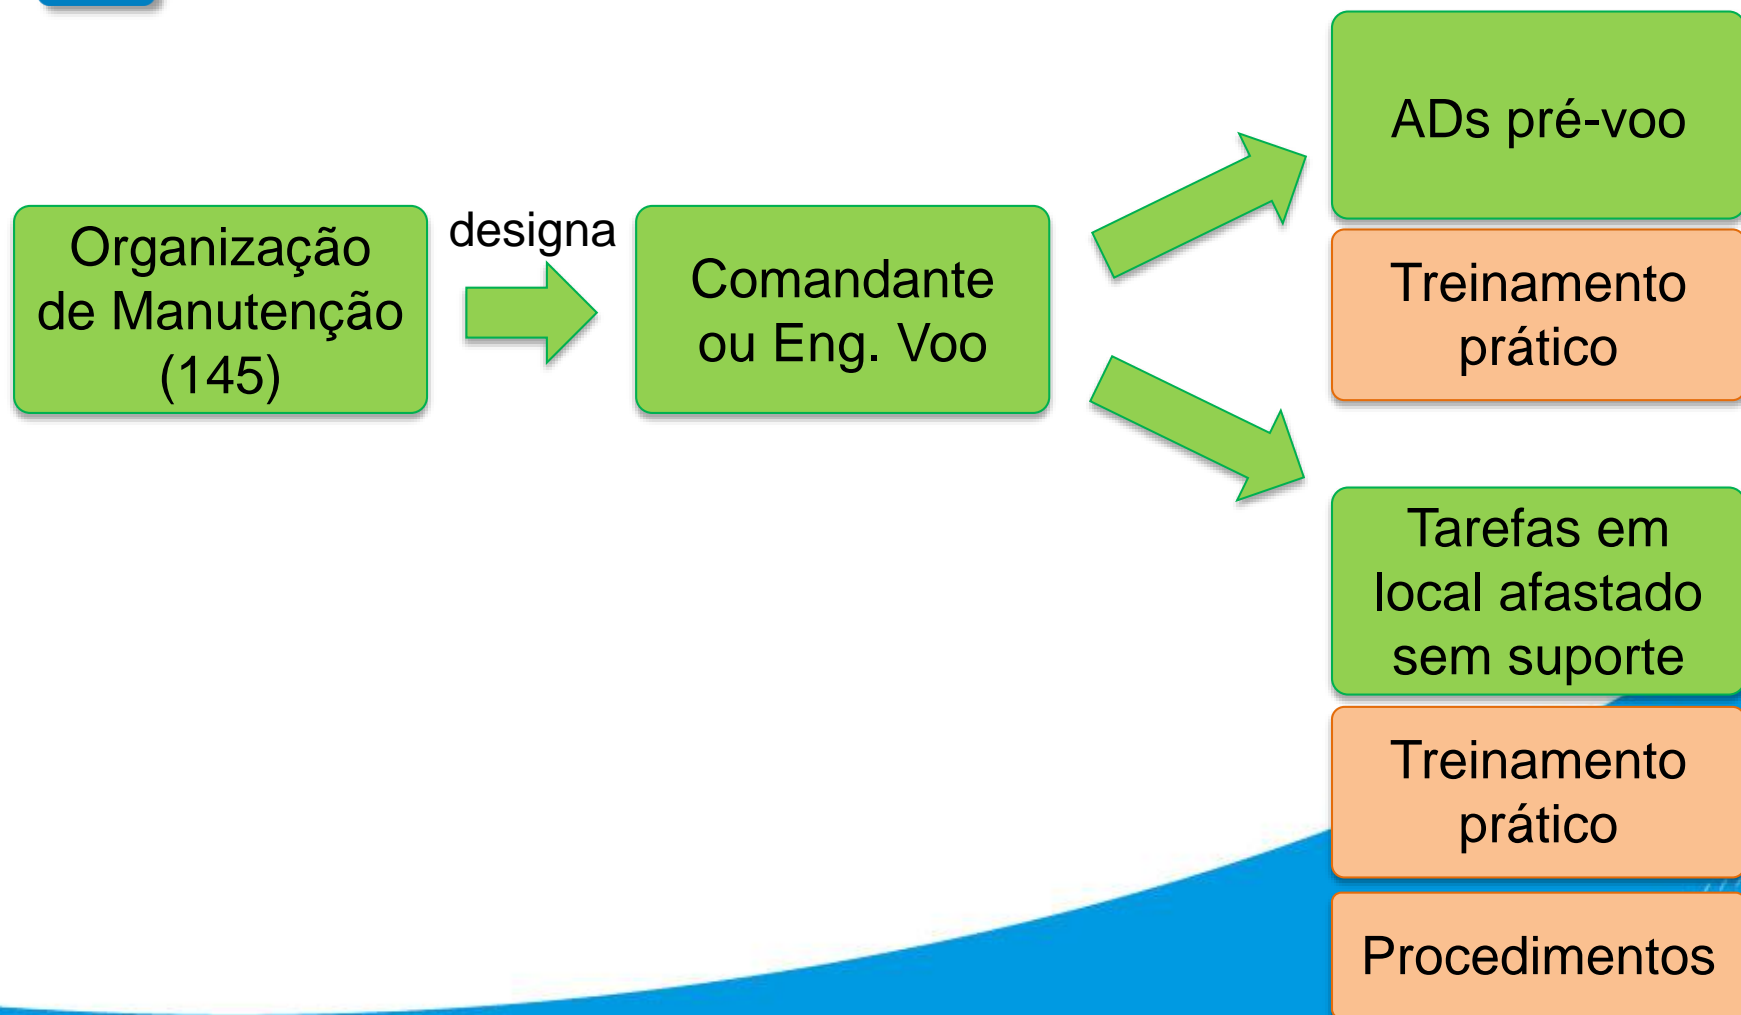 Organização
de Manutenção
(145)
designa
Comandante
ou Eng. Voo
ADs pré-voo
Treinamento
prático
Tarefas em
local afastado
sem suporte
Treinamento
prático
Procedimentos